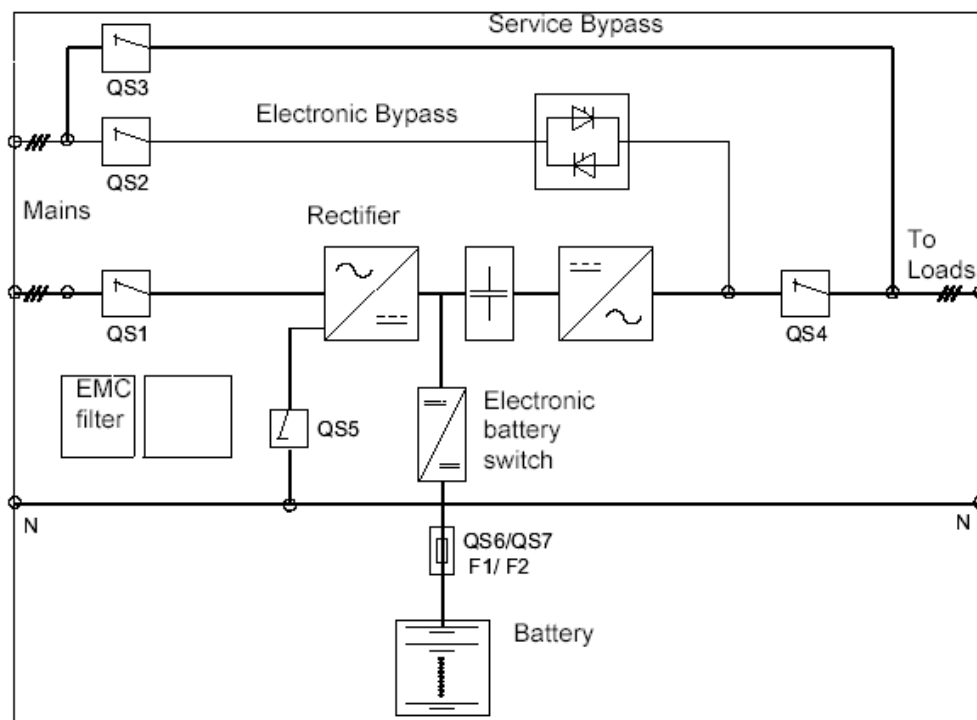 Service Bypass
QS3
Electronic Bypass
QS2
Mains
Rectifier
To
Loads
QS1
QS4
EMC
filter
QS5
Electronic
battery
switch
N
N
QS6/QS7
F1/ F2
Battery